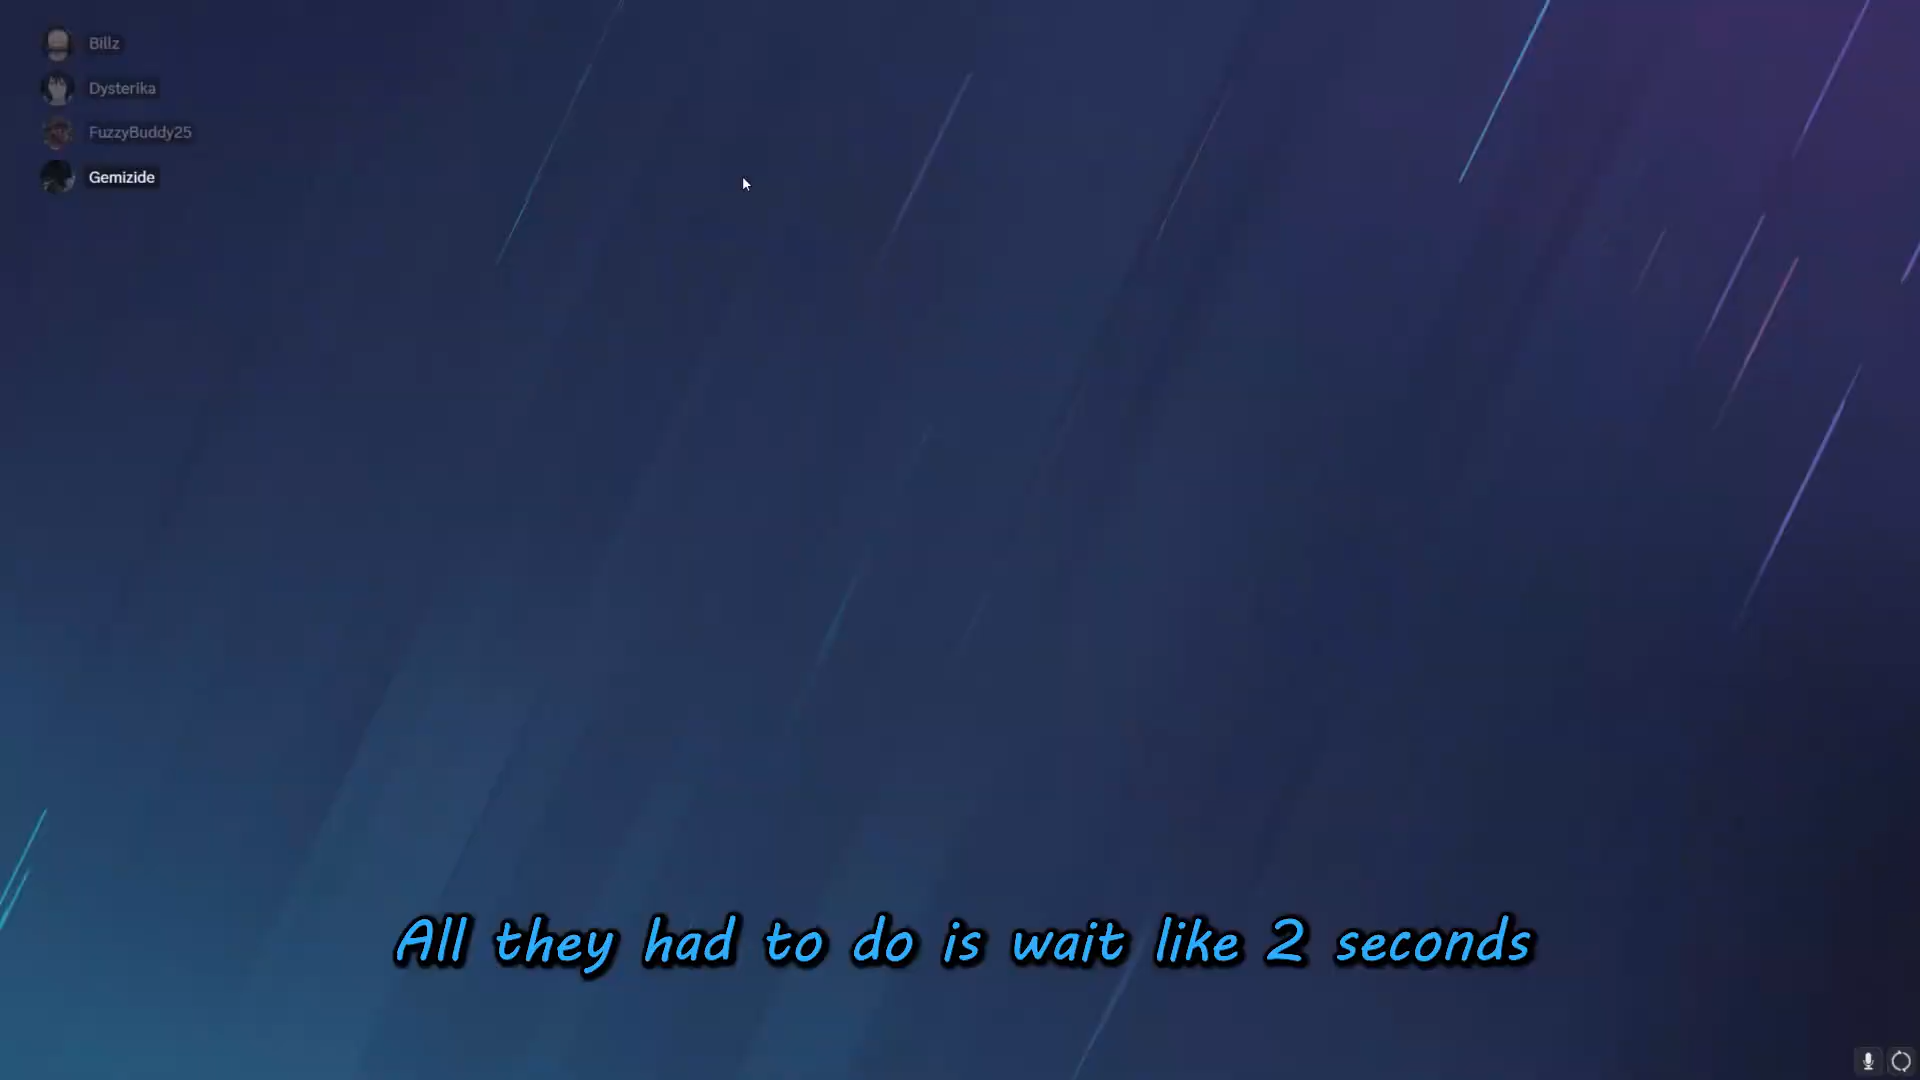 Billz
Dysterika
FuzzyBuddy25
Gemizide
All they had to do is wait like 2 seconds